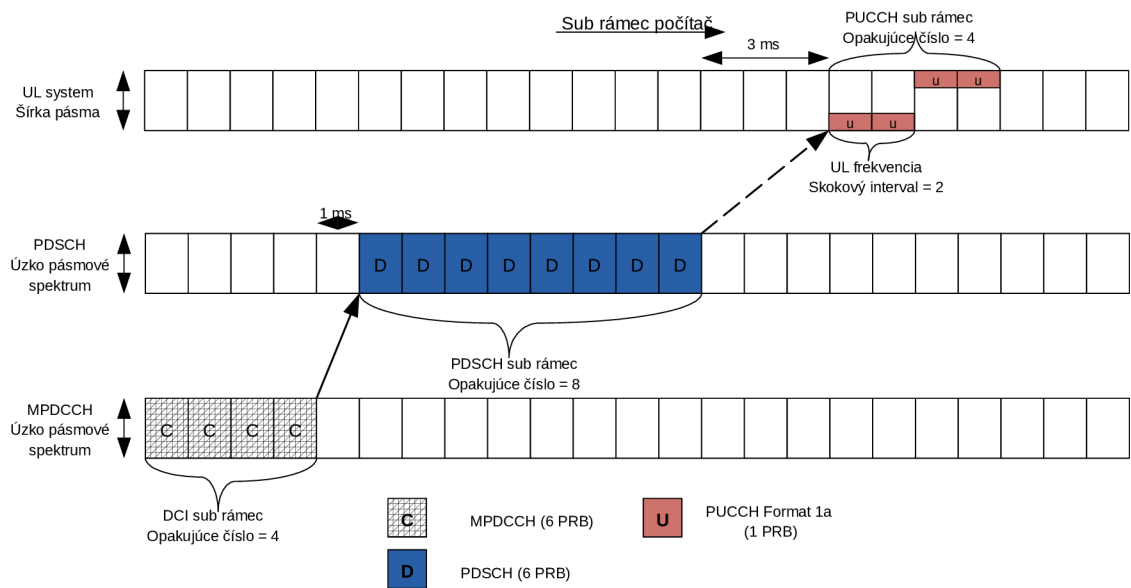 Sub rámec počítač
PUCCH sub rámec
Opakujúce číslo = 4
3 ms
UL system
Šírka pásma
u u
u u
UL frekvencia
Skokový interval = 2
1 ms
PDSCH
Úzko pásmové
spektrum
D D D D D D D D
PDSCH sub rámec
Opakujúce číslo = 8
MPDCCH
Úzko pásmové
spektrum
C C C C
DCI sub rámec
Opakujúce číslo = 4
C
MPDCCH (6 PRB)
U
PUCCH Format 1a
(1 PRB)
D
PDSCH (6 PRB)